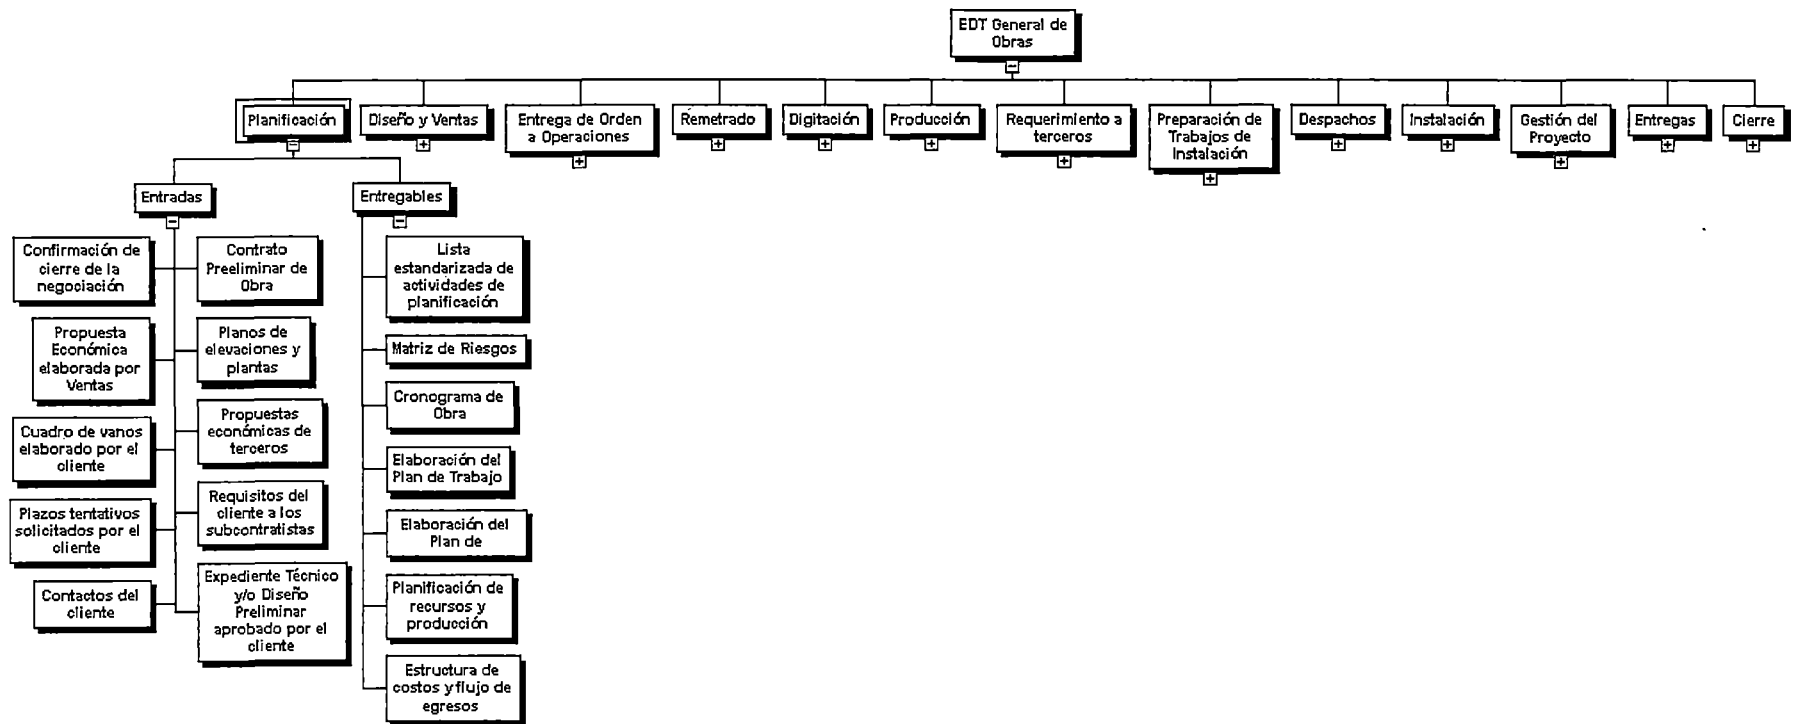 EDT General de
Obras
Planificación
Diseño y Ventas
Entrega de Orden
a Operaciones
Remetrado
Digitación
Producción
Requerimiento a
terceros
Preparación de
Trabajos de
Instalación
Despachos
Instalación
Gestión del
Proyecto
Entregas
Cierre
Entradas
Entregables
Confirmación de
cierre de la
negociación
Contrato
Preeliminar de
Obra
Propuesta
Económica
elaborada por
Ventas
Planos de
elevaciones y
plantas
Cuadro de vanos
elaborado por el
cliente
Propuestas
económicas de
terceros
Plazos tentativos
solicitados por el
cliente
Requisitos del
cliente a los
subcontratistas
Contactos del
cliente
Expediente Técnico
y/o Diseño
Preliminar
aprobado por el
cliente
Lista
estandarizada de
actividades de
planificación
Matriz de Riesgos
Cronograma de
Obra
Elaboración del
Plan de Trabajo
Elaboración del
Plan de
Planificación de
recursos y
producción
Estructura de
costos y flujo de
egresos